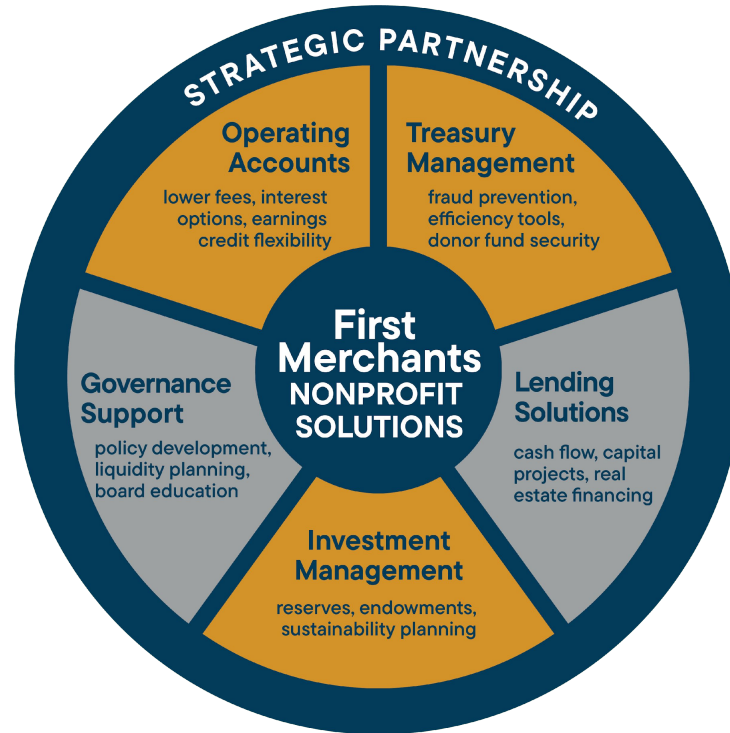 STRATEGIC PARTNERSHIP
Operating
Accounts
lower fees, interest
options, earnings
credit flexibility
Treasury
Management
fraud prevention,
efficiency tools,
donor fund security
First
Merchants
NONPROFIT
SOLUTIONS
Governance
Support
policy development,
liquidity planning,
board education
Lending
Solutions
cash flow, capital
projects, real
estate financing
Investment
Management
reserves, endowments,
sustainability planning